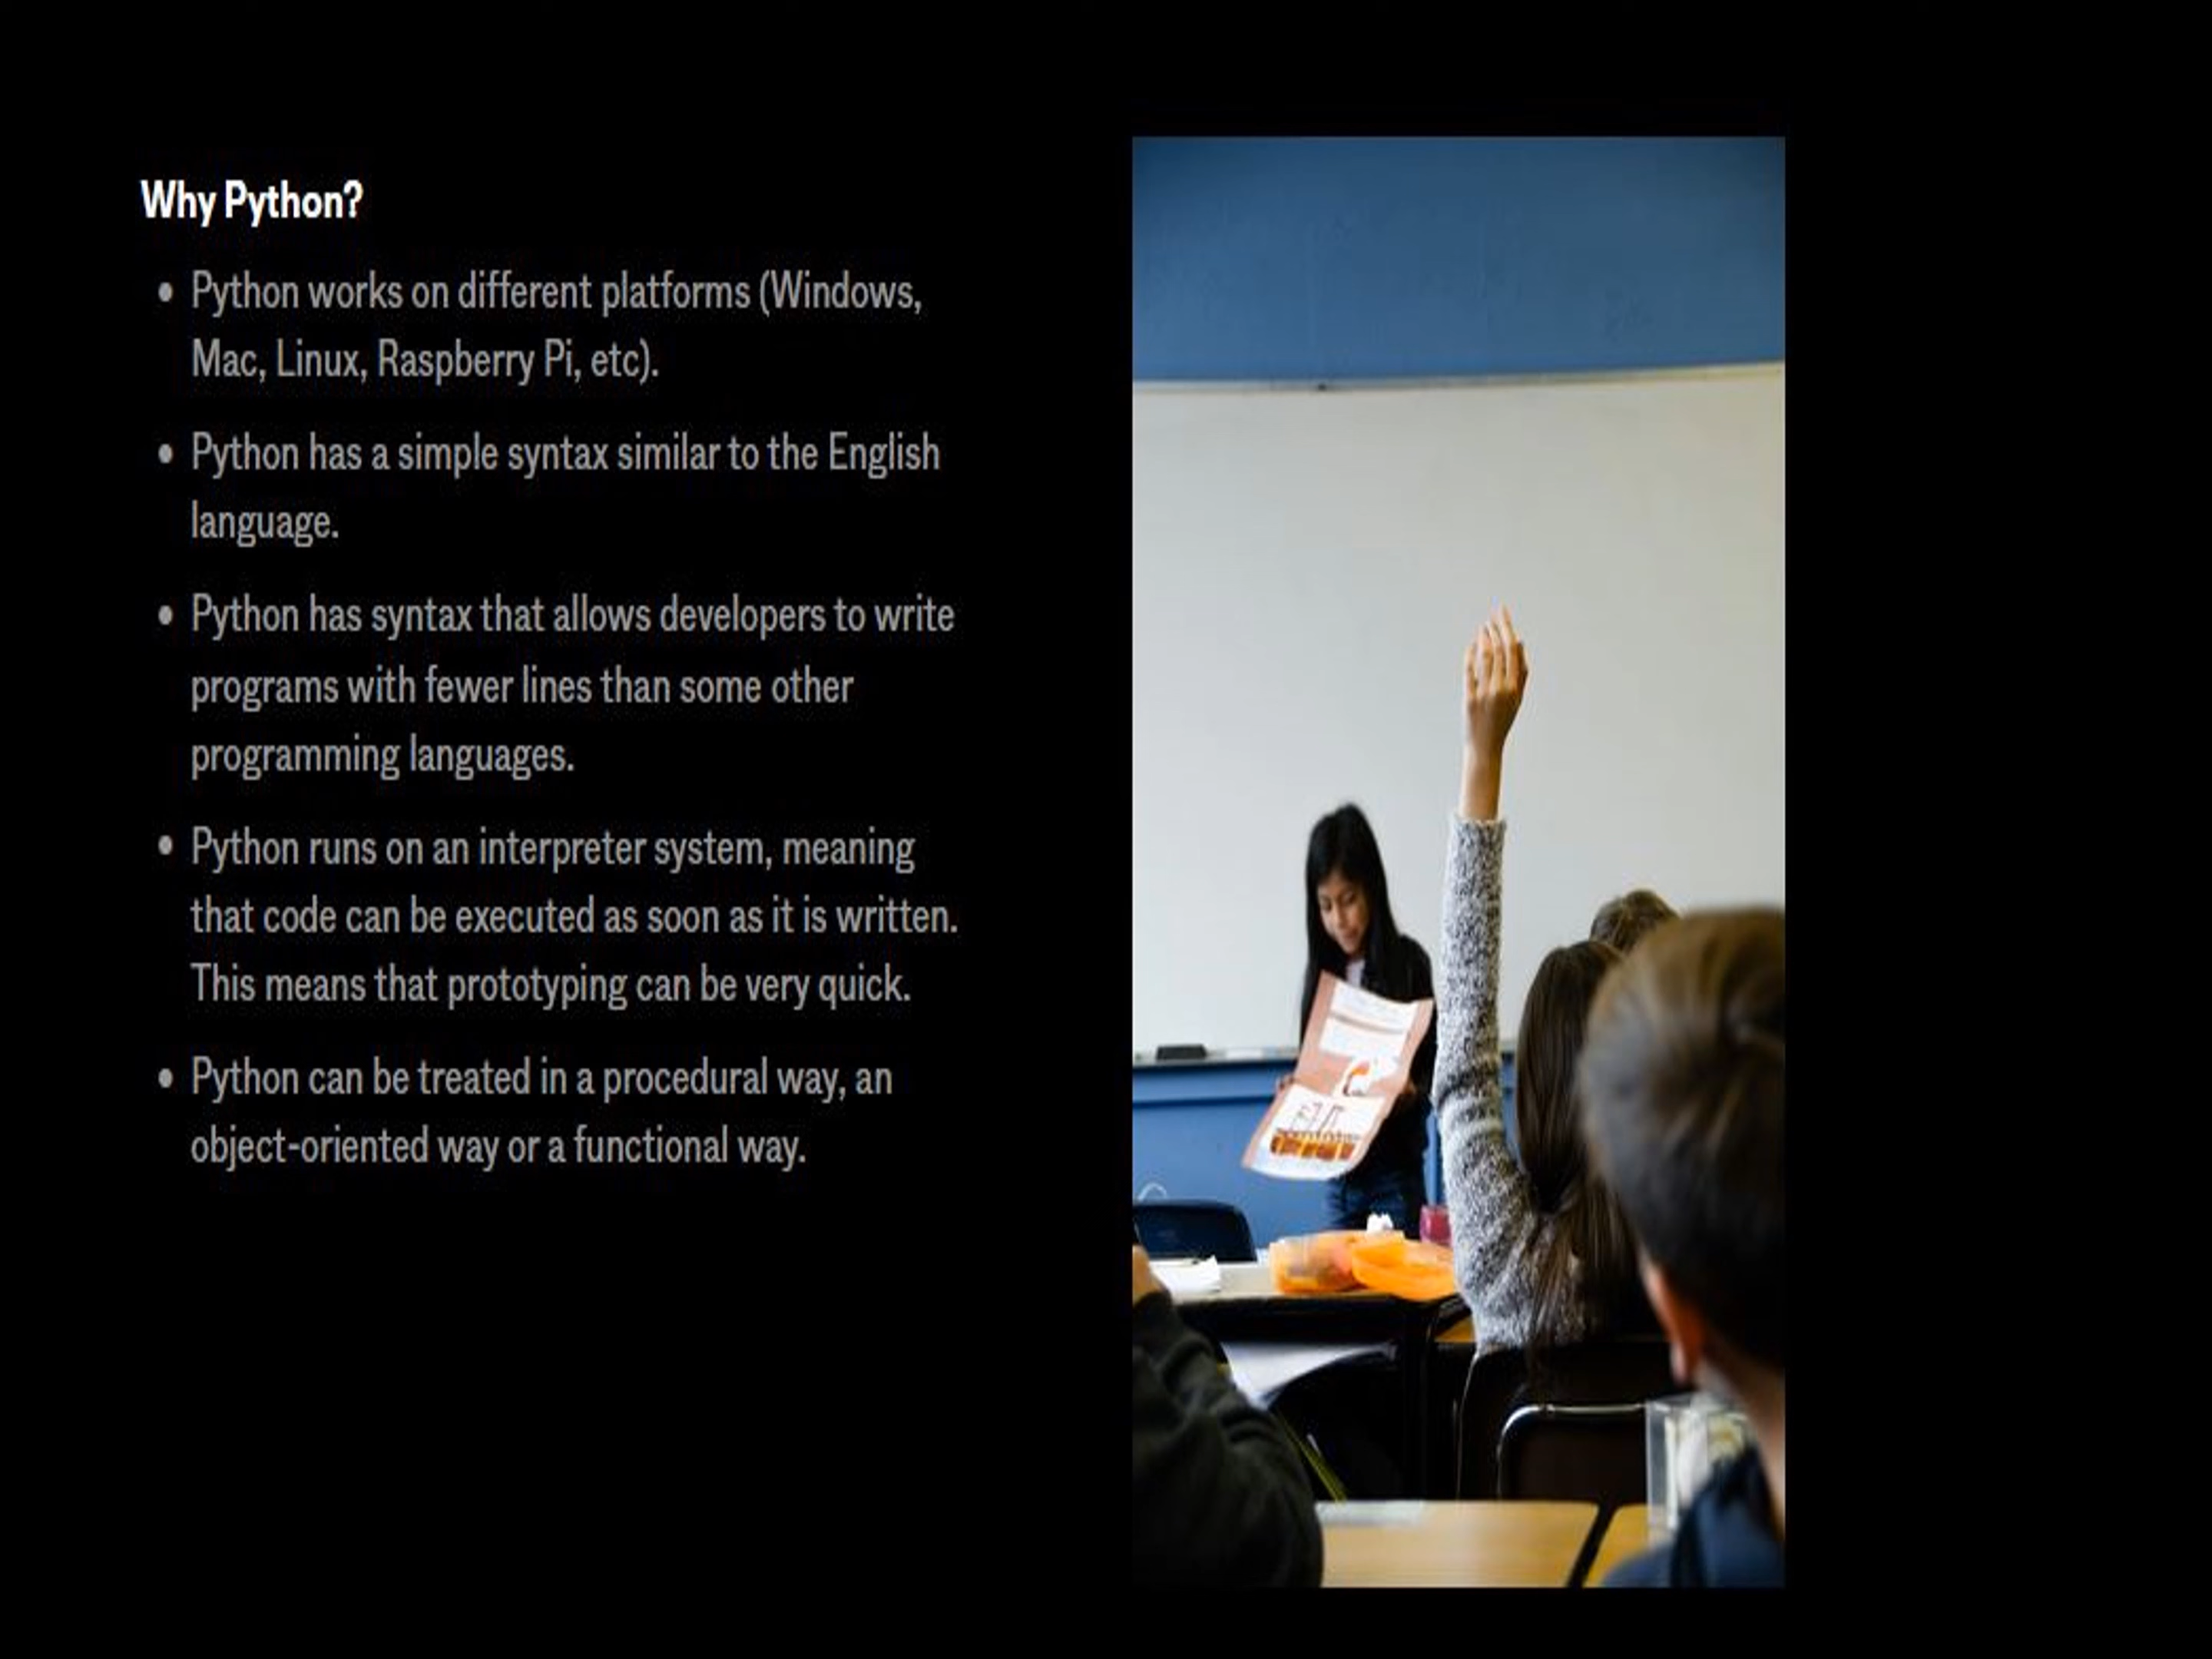 Why Python?
• Python works on different platforms (Windows,
Mac, Linux, Raspberry Pi, etc).
• Python has a simple syntax similar to the English
language.
• Python has syntax that allows developers to write
programs with fewer lines than some other
programming languages.
• Python runs on an interpreter system, meaning
that code can be executed as soon as it is written.
This means that prototyping can be very quick.
• Python can be treated in a procedural way, an
object-oriented way or a functional way.